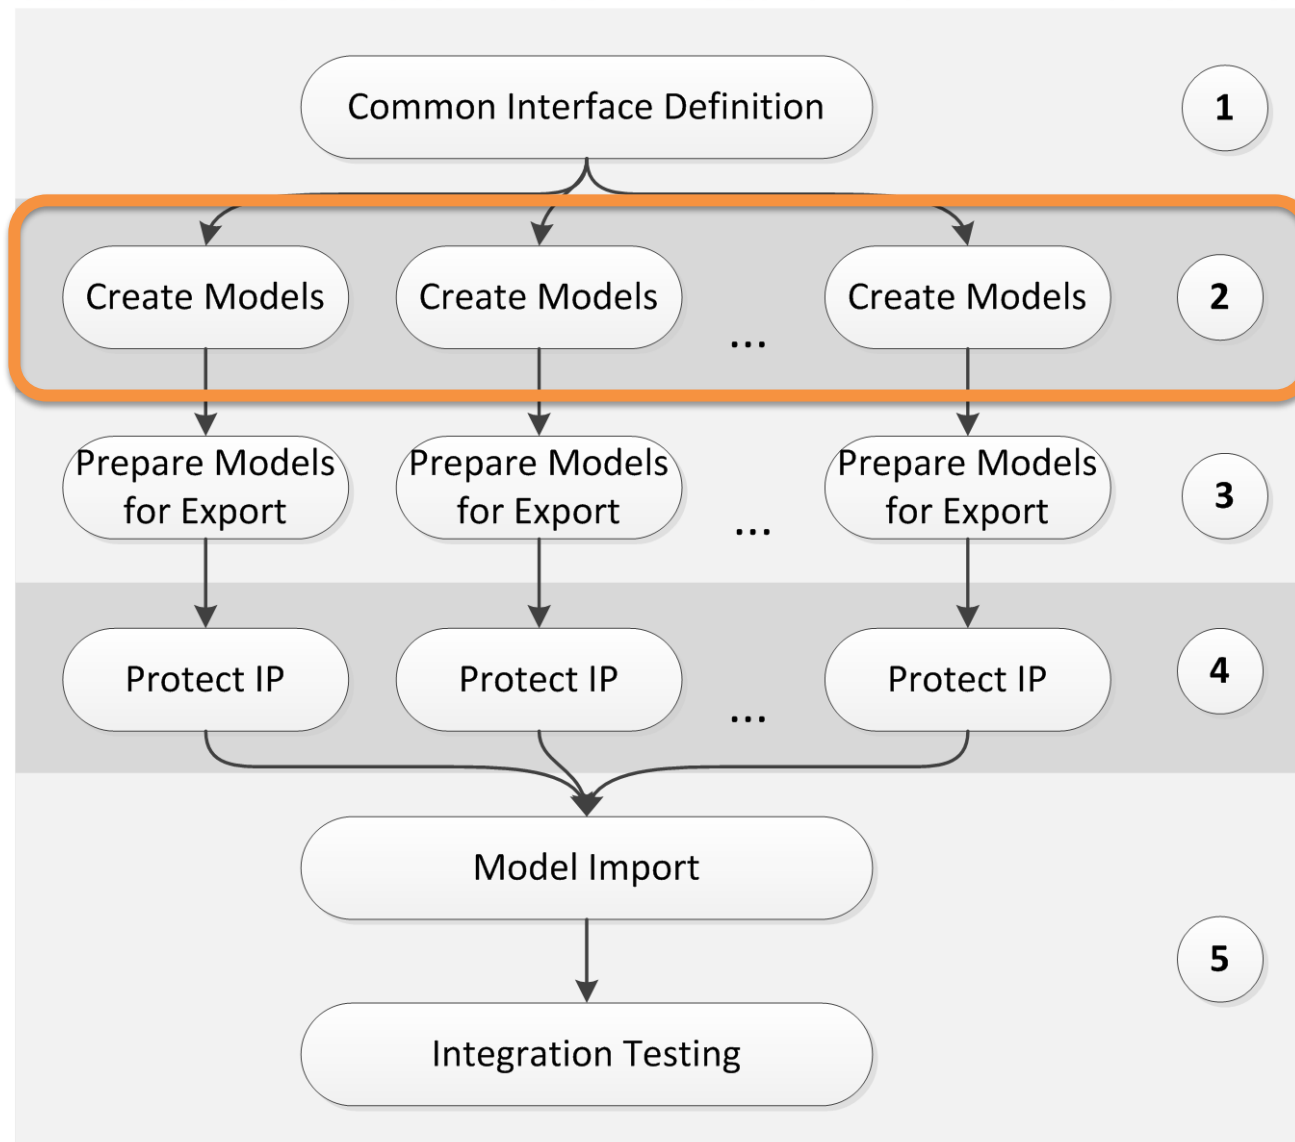 Common Interface Definition
1
Create Models
Create Models
...
Create Models
2
Prepare Models
for Export
Prepare Models
for Export
...
Prepare Models
for Export
3
Protect IP
Protect IP
...
Protect IP
4
Model Import
5
Integration Testing